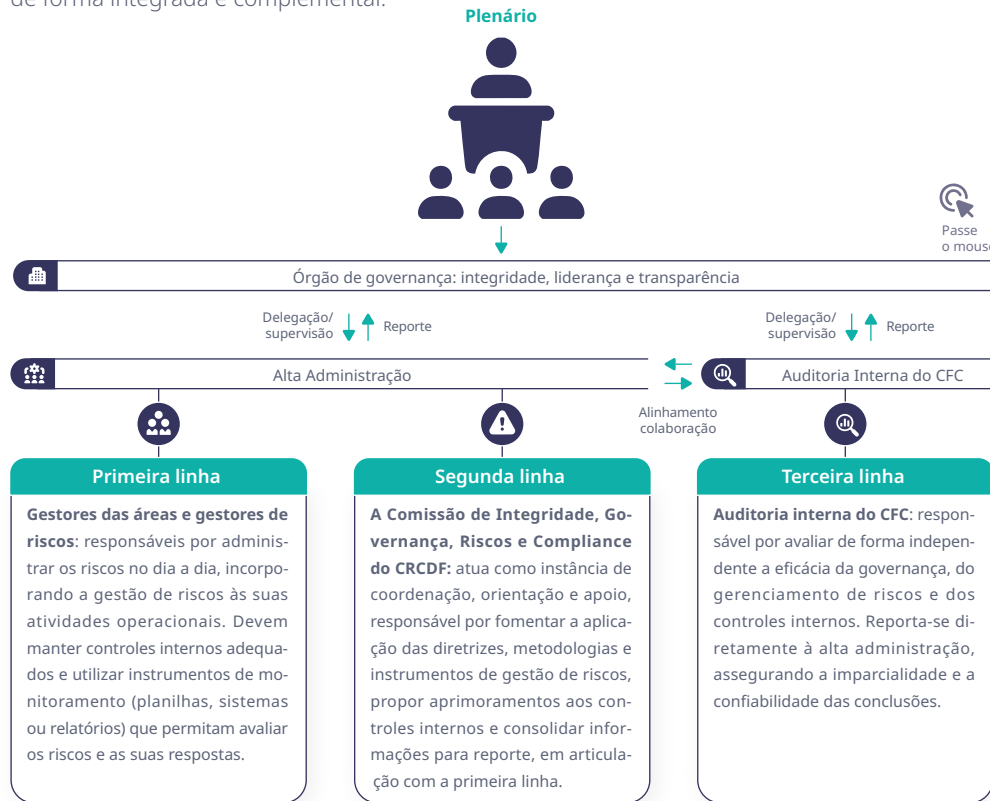 de forma integrada e complementar.
Plenário
Passe
o mouse
Órgão de governança: integridade, liderança e transparência
Delegação/
supervisão
Reporte
Delegação/
supervisão
Reporte
Alta Administração
Auditoria Interna do CFC
Alinhamento
colaboração
Primeira linha
Gestores das áreas e gestores de
riscos: responsáveis por adminis-
trar os riscos no dia a dia, incorpo-
rando a gestão de riscos às suas
atividades operacionais. Devem
manter controles internos adequa-
dos e utilizar instrumentos de mo-
nitoramento (planilhas, sistemas
ou relatórios) que permitam avaliar
os riscos e as suas respostas.
Segunda linha
A Comissão de Integridade, Go-
vernança, Riscos e Compliance
do CRCDF: atua como instância de
coordenação, orientação e apoio,
responsável por fomentar a aplica-
ção das diretrizes, metodologias e
instrumentos de gestão de riscos,
propor aprimoramentos aos con-
troles internos e consolidar infor-
mações para reporte, em articula-
ção com a primeira linha.
Terceira linha
Auditoria interna do CFC: respon-
sável por avaliar de forma indepen-
dente a eficácia da governança, do
gerenciamento de riscos e dos
controles internos. Reporta-se di-
retamente à alta administração,
assegurando a imparcialidade e a
confiabilidade das conclusões.